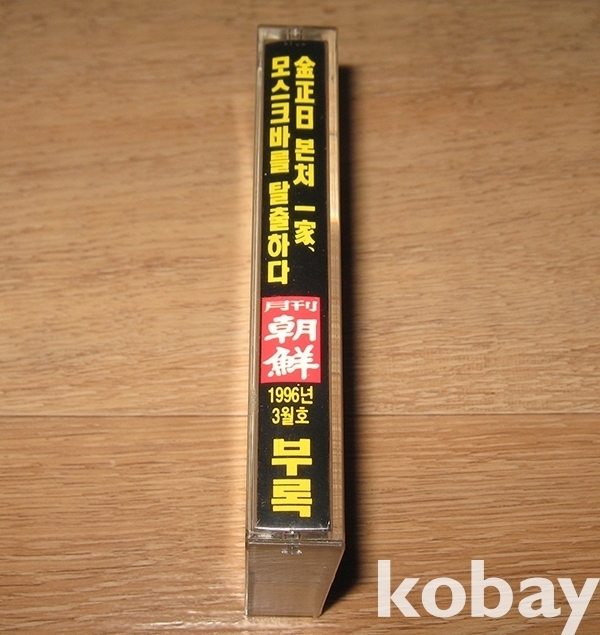 金正日 본처 一家、
모스크바를 탈출하다
月刊
朝鮮
1996년
3월호
부록
kobay